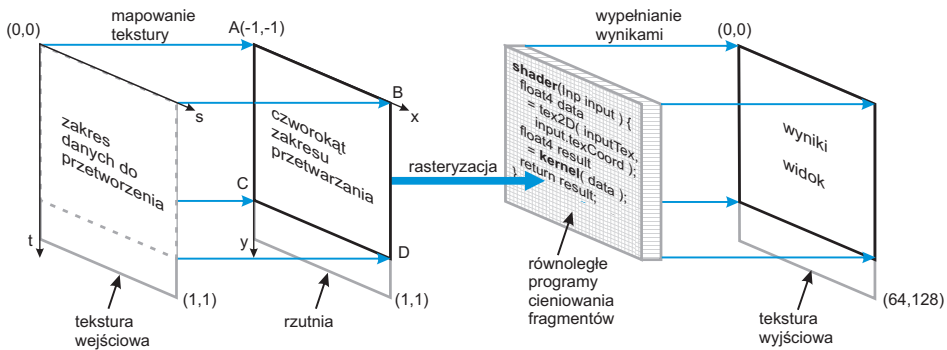 mapowanie
tekstury
(0,0)
A(-1,-1)
B
s
x
zakres
danych do
przetworzenia
czworokąt
zakresu
przetwarzania
C
t
y
D
(1,1)
(1,1)
tekstura
wejściowa
rzutnia
rasteryzacja
wypełnianie
wynikami
(0,0)
shader(Inp input ) {
float4 data
= tex2D( inputTex,
input.texCoord );
float4 result
= kernel( data );
return result;
}
wyniki
widok
równoległe
programy
cieniowania
fragmentów
(64,128)
tekstura
wyjściowa